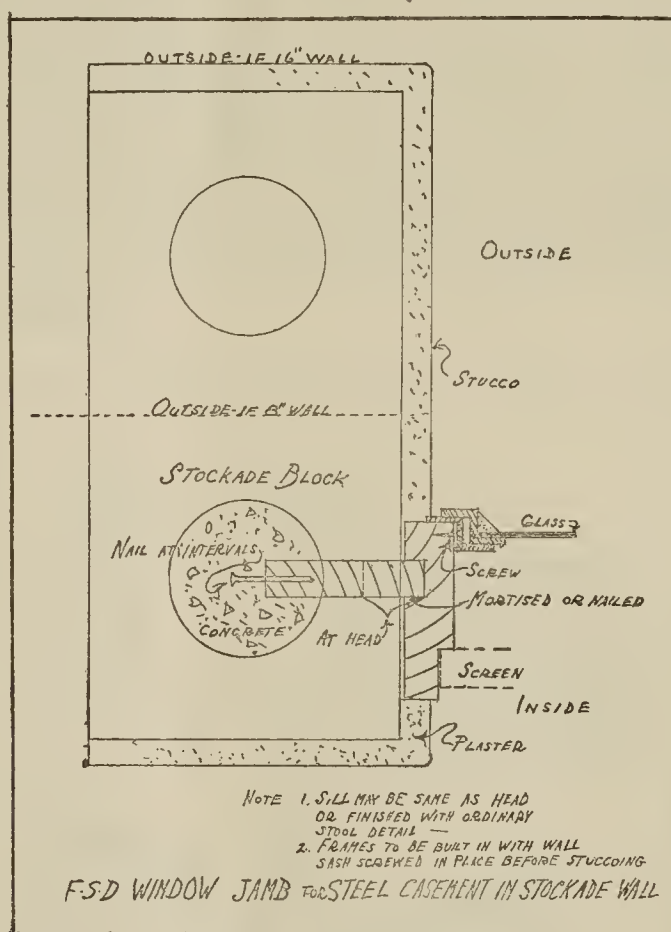 OUTSIDE-IF 16" WALL
OUTSIDE
STUCCO
OUTSIDE-IF 8" WALL
STOCKADE BLOCK
GLASS
NAIL AT INTERVALS
SCREW
MORTISED OR NAILED
CONCRETE
AT HEAD
SCREEN
INSIDE
PLASTER
NOTE 1. SILL MAY BE SAME AS HEAD
OR FINISHED WITH ORDINARY
STOOL DETAIL —
2. FRAMES TO BE BUILT IN WITH WALL
SASH SCREWED IN PLACE BEFORE STUCCOING
F·S·D WINDOW JAMB FOR STEEL CASEMENT IN STOCKADE WALL